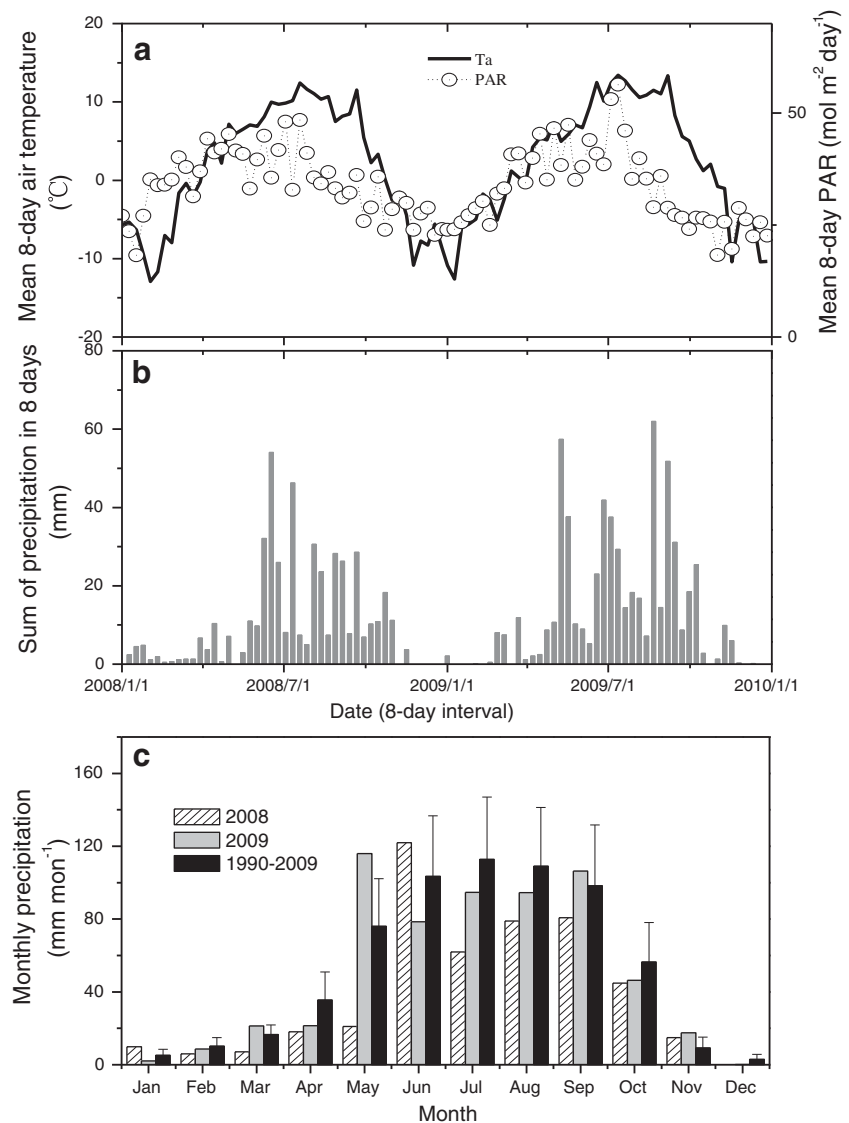 a
Ta
PAR
20
10
0
-10
-20
50
0
Mean 8-day air temperature
(℃)
Mean 8-day PAR (mol m⁻² day⁻¹)
b
80
60
40
20
0
Sum of precipitation in 8 days
(mm)
2008/1/1 2008/7/1 2009/1/1 2009/7/1 2010/1/1
Date (8-day interval)
c
2008
2009
1990-2009
160
120
80
40
0
Monthly precipitation
(mm mon⁻¹)
Jan Feb Mar Apr May Jun Jul Aug Sep Oct Nov Dec
Month